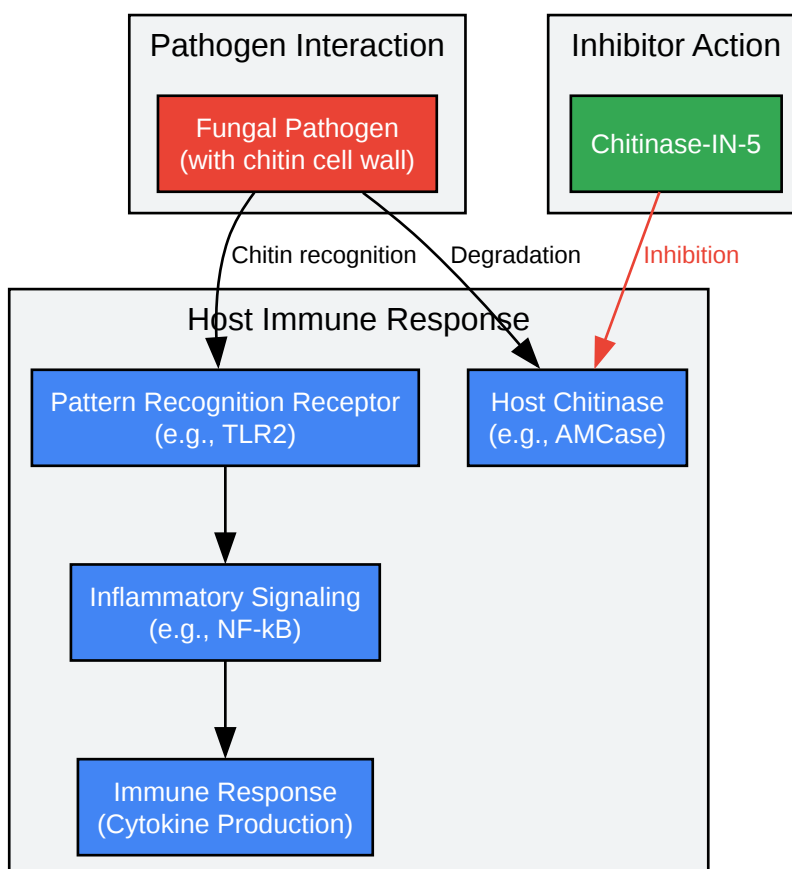 Pathogen Interaction
Inhibitor Action
Fungal Pathogen
(with chitin cell wall)
Chitinase-IN-5
Chitin recognition
Degradation
Inhibition
Host Immune Response
Pattern Recognition Receptor
(e.g., TLR2)
Host Chitinase
(e.g., AMCase)
Inflammatory Signaling
(e.g., NF-kB)
Immune Response
(Cytokine Production)